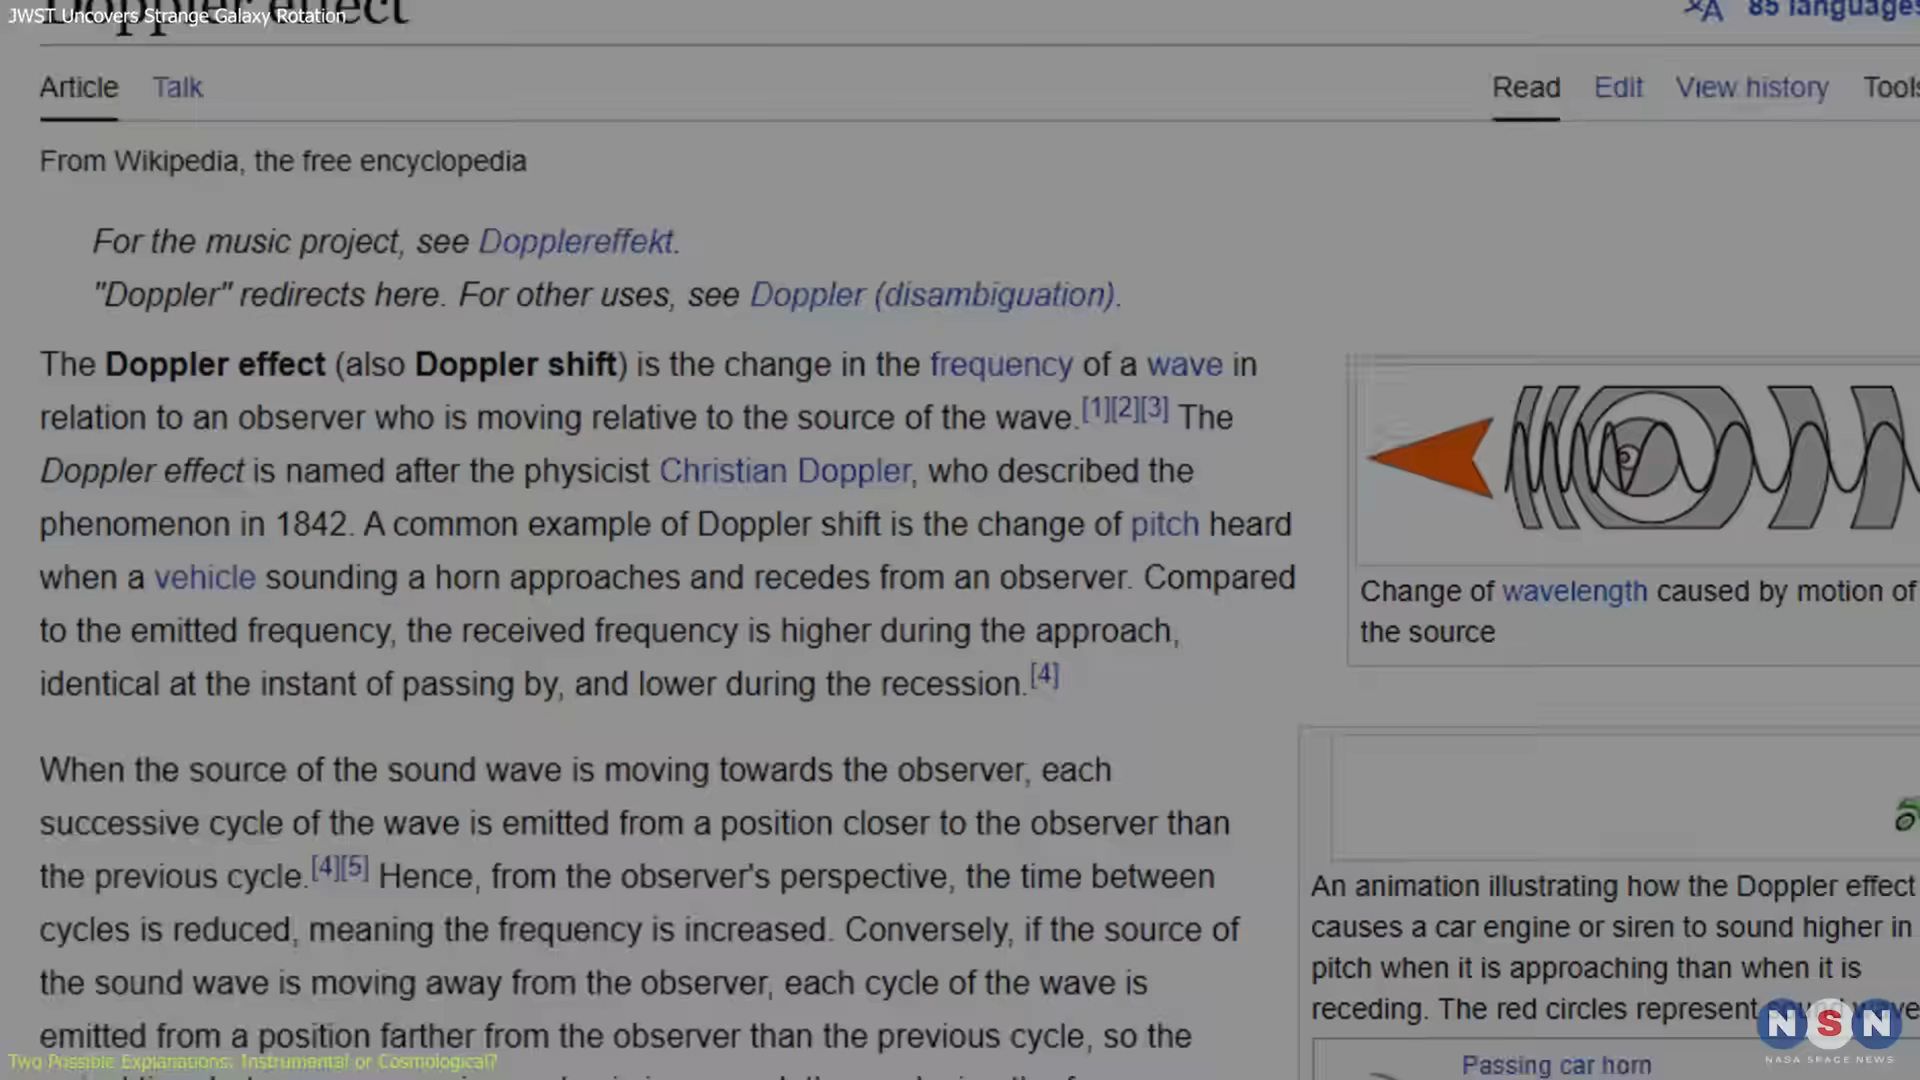 JWST Uncovers Strange Galaxy Rotation
Doppler effect
85 languages
Article Talk
Read Edit View history Tools
From Wikipedia, the free encyclopedia
For the music project, see Dopplereffekt.
"Doppler" redirects here. For other uses, see Doppler (disambiguation).
The Doppler effect (also Doppler shift) is the change in the frequency of a wave in
relation to an observer who is moving relative to the source of the wave.[1][2][3] The
Doppler effect is named after the physicist Christian Doppler, who described the
phenomenon in 1842. A common example of Doppler shift is the change of pitch heard
when a vehicle sounding a horn approaches and recedes from an observer. Compared
to the emitted frequency, the received frequency is higher during the approach,
identical at the instant of passing by, and lower during the recession.[4]
When the source of the sound wave is moving towards the observer, each
successive cycle of the wave is emitted from a position closer to the observer than
the previous cycle.[4][5] Hence, from the observer's perspective, the time between
cycles is reduced, meaning the frequency is increased. Conversely, if the source of
the sound wave is moving away from the observer, each cycle of the wave is
emitted from a position farther from the observer than the previous cycle, so the
Change of wavelength caused by motion of
the source
An animation illustrating how the Doppler effect
causes a car engine or siren to sound higher in
pitch when it is approaching than when it is
receding. The red circles represent sound wave
Passing car horn
Two Possible Explanations: Instrumental or Cosmological?
NSN
NASA SPACE NEWS